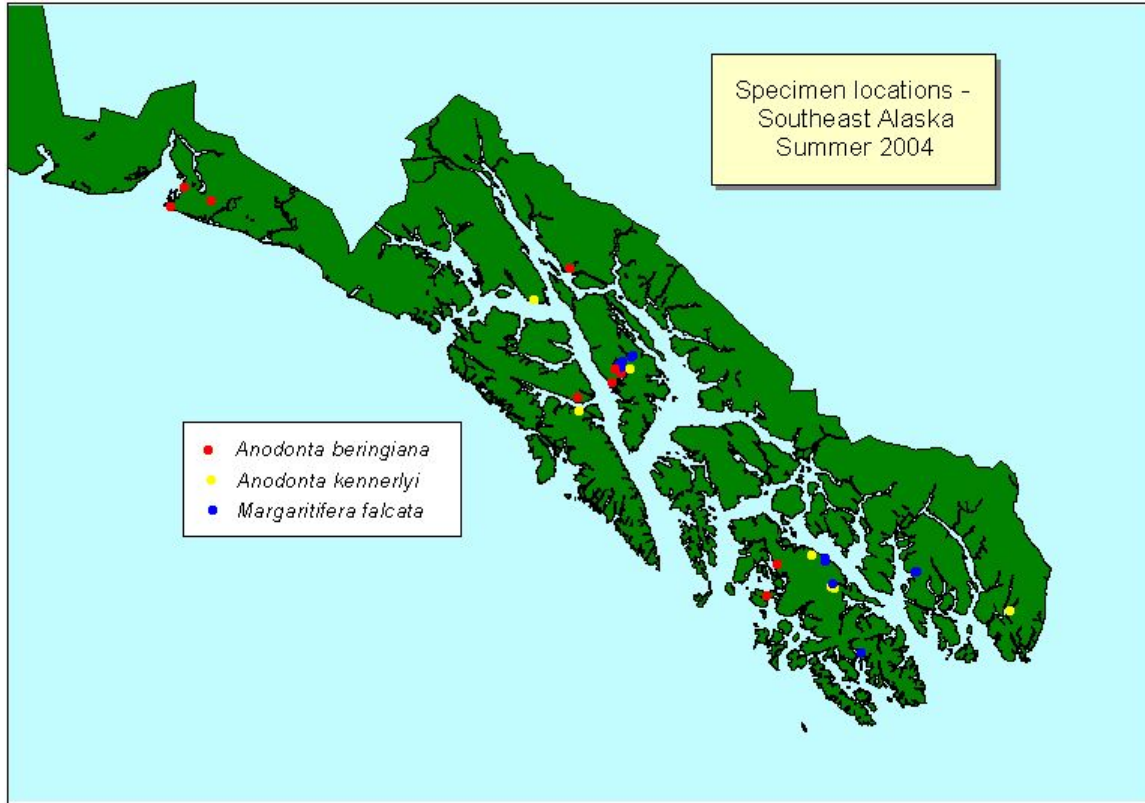 Specimen locations -
Southeast Alaska
Summer 2004
Anodonta beringiana
Anodonta kennerlyi
Margaritifera falcata